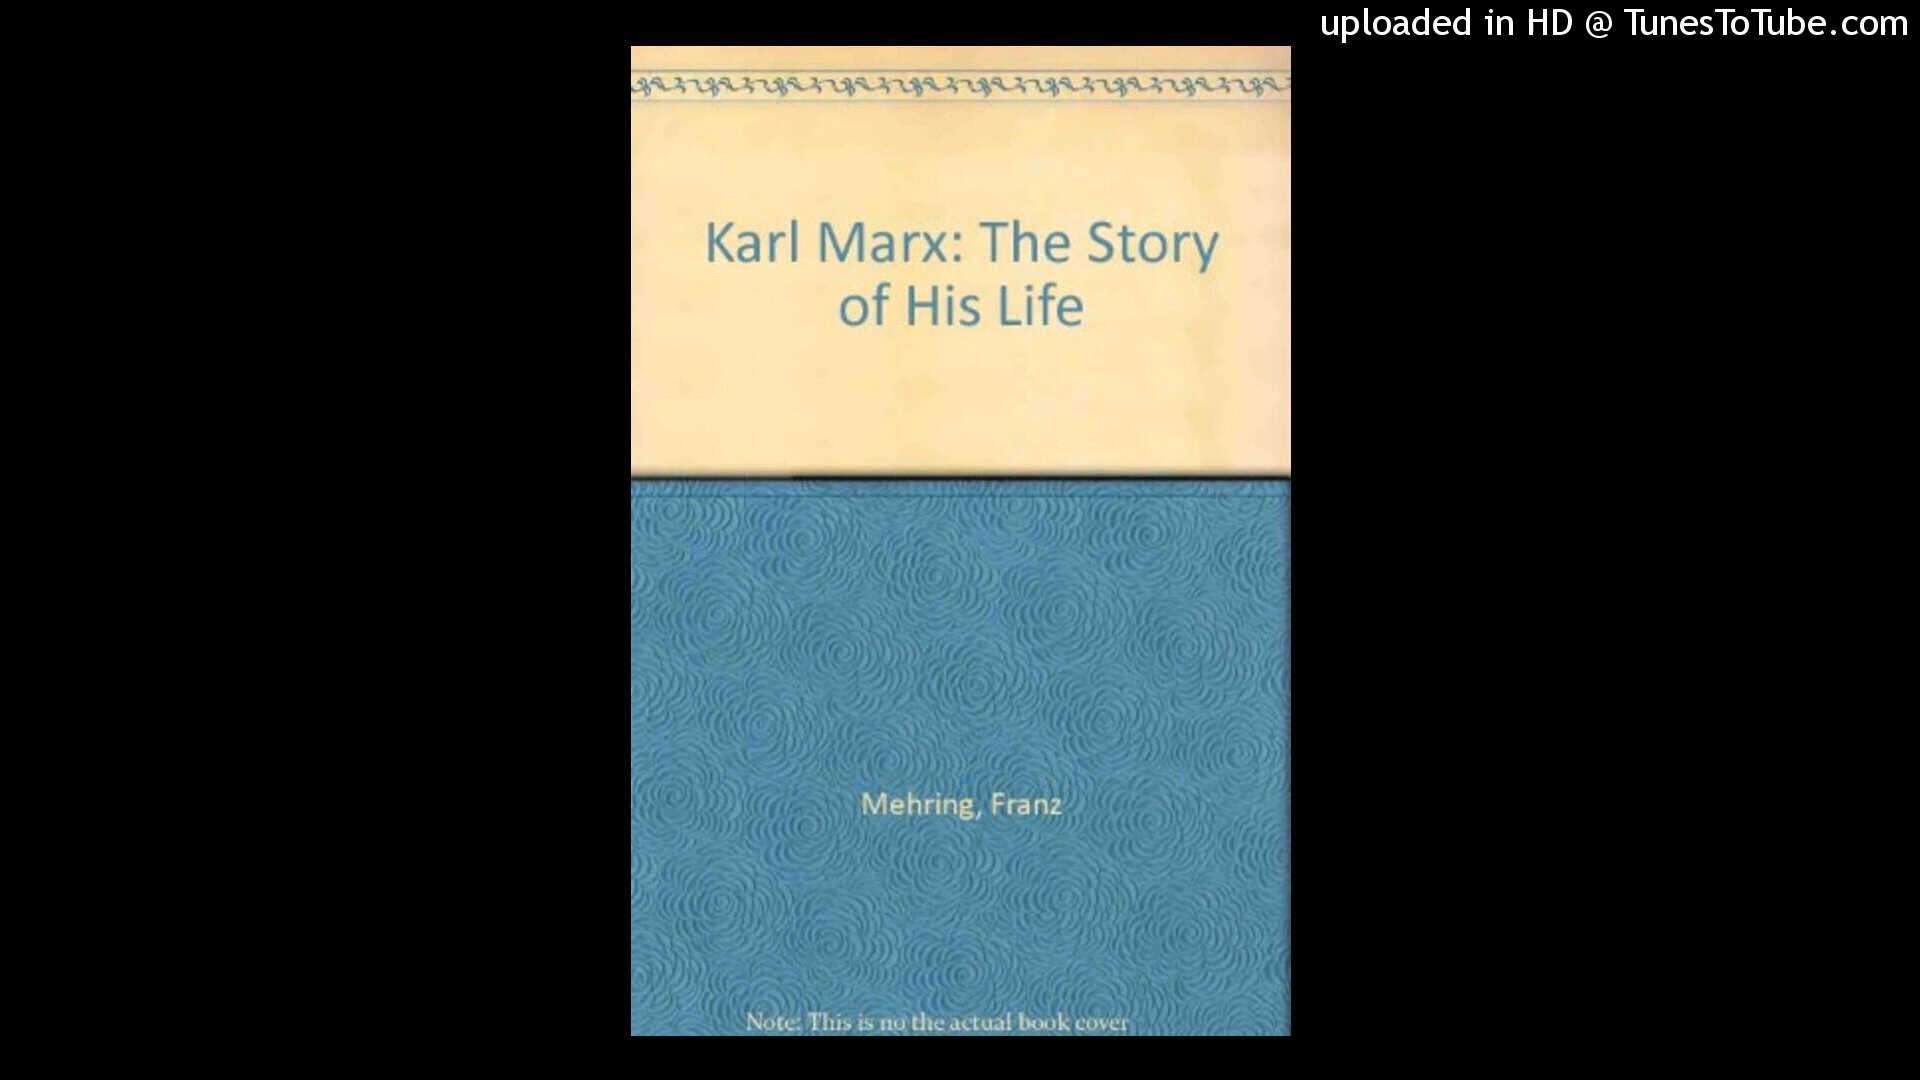 uploaded in HD @ TunesToTube.com
Karl Marx: The Story
of His Life
Mehring, Franz
Note: This is no the actual book cover